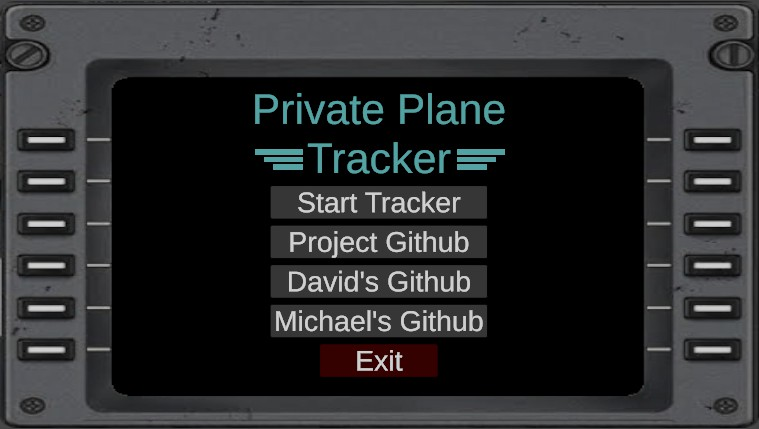 Private Plane
Tracker
Start Tracker
Project Github
David's Github
Michael's Github
Exit